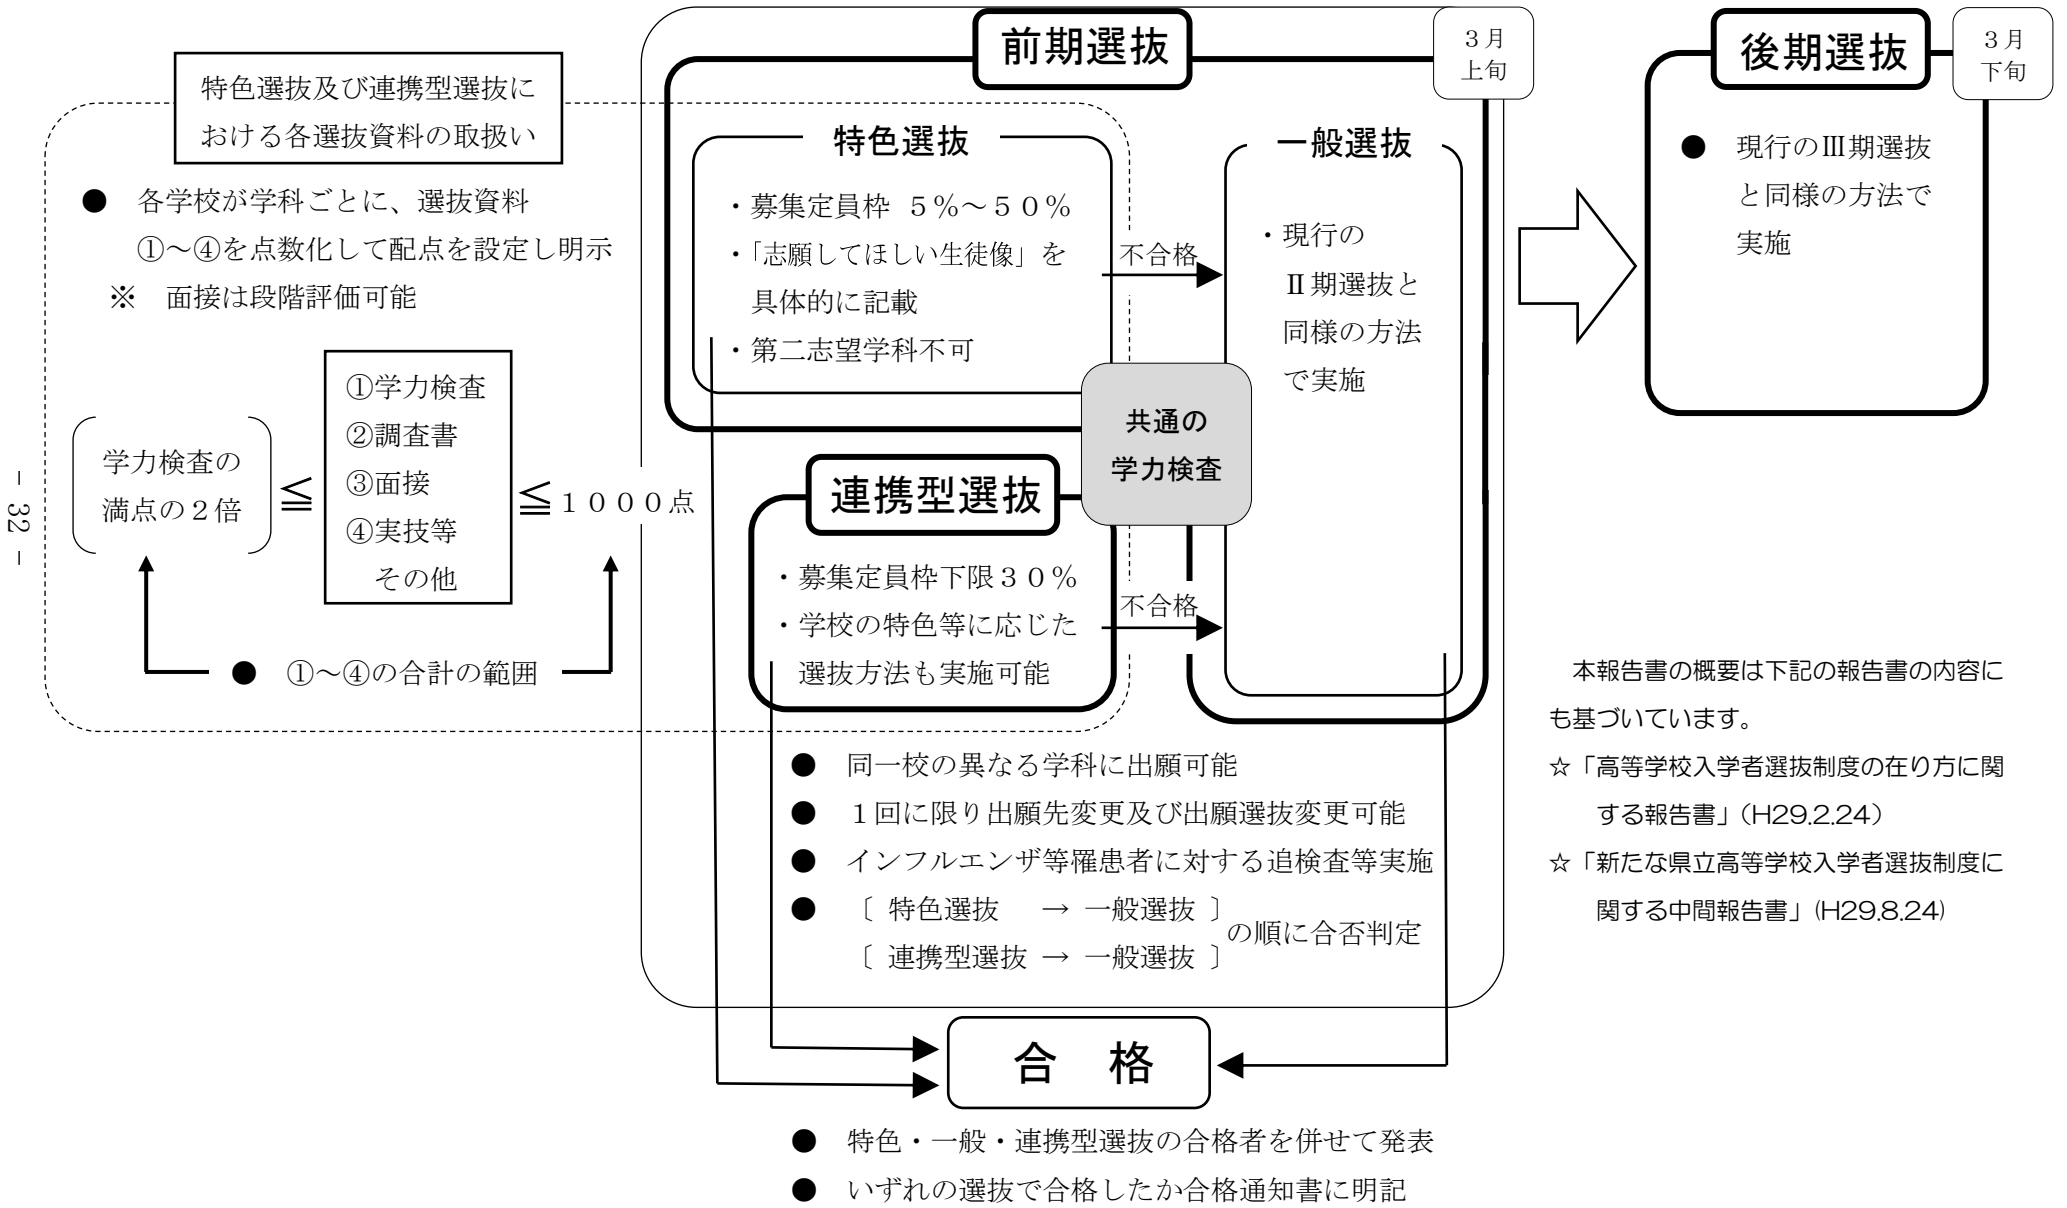 前期選抜
３月
上旬
後期選抜
３月
下旬
特色選抜及び連携型選抜に
おける各選抜資料の取扱い
● 各学校が学科ごとに、選抜資料
①～④を点数化して配点を設定し明示
※ 面接は段階評価可能
学力検査の
満点の２倍
≦
①学力検査
②調査書
③面接
④実技等
その他
≦１０００点
● ①～④の合計の範囲
特色選抜
・募集定員枠 ５％～５０％
・「志願してほしい生徒像」を
具体的に記載
・第二志望学科不可
不合格
一般選抜
・現行の
Ⅱ期選抜と
同様の方法
で実施
共通の
学力検査
連携型選抜
・募集定員枠下限３０％
・学校の特色等に応じた
選抜方法も実施可能
不合格
● 現行のⅢ期選抜
と同様の方法で
実施
● 同一校の異なる学科に出願可能
● １回に限り出願先変更及び出願選抜変更可能
● インフルエンザ等罹患者に対する追検査等実施
● 〔 特色選抜 → 一般選抜 〕
〔 連携型選抜 → 一般選抜 〕
の順に合否判定
合 格
● 特色・一般・連携型選抜の合格者を併せて発表
● いずれの選抜で合格したか合格通知書に明記
本報告書の概要は下記の報告書の内容に
も基づいています。
☆「高等学校入学者選抜制度の在り方に関
する報告書」（H29.2.24）
☆「新たな県立高等学校入学者選抜制度に
関する中間報告書」(H29.8.24)
－ 32 －